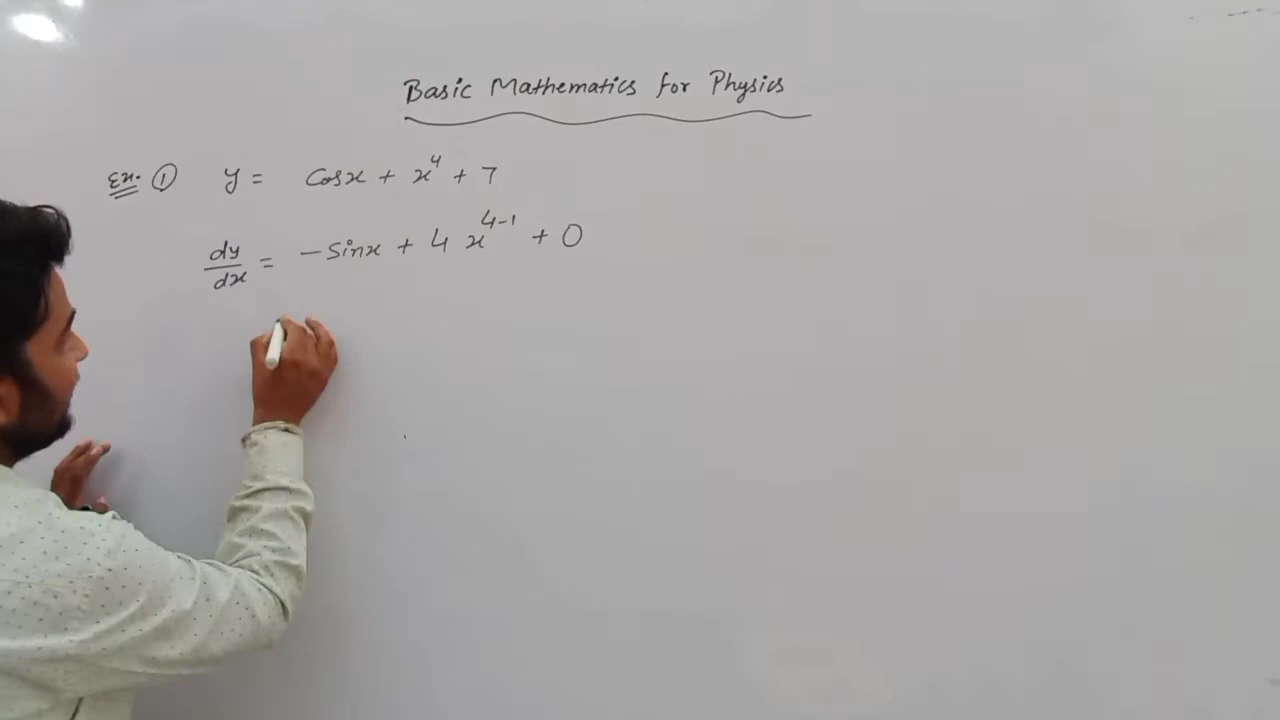 Basic Mathematics for Physics
Ex. ① y = Cosx + x⁴ + 7
dy/dx = -Sinx + 4 x⁴⁻¹ + 0